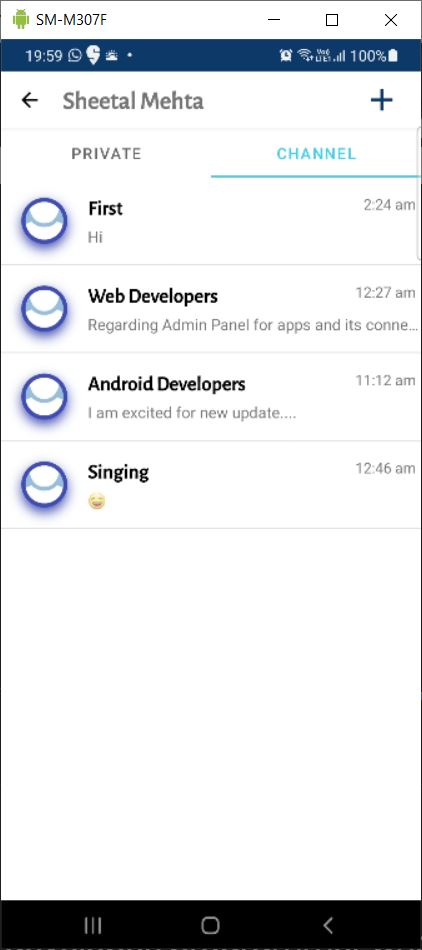 SM-M307F
19:59
100%
Sheetal Mehta
PRIVATE
CHANNEL
First
2:24 am
Hi
Web Developers
12:27 am
Regarding Admin Panel for apps and its conne...
Android Developers
11:12 am
I am excited for new update....
Singing
12:46 am